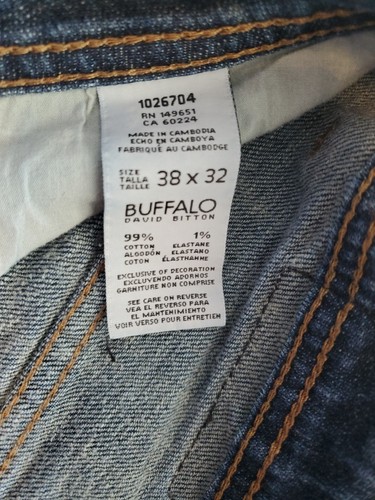 1026704
RN 149651
CA 60224
MADE IN CAMBODIA
ECHO EN CAMBOYA
FABRIQUÉ AU CAMBODGE
SIZE
TALLA 38 x 32
TAILLE
BUFFALO
DAVID BITTON
99% 1%
COTTON ELASTANE
ALGODÓN ELASTANO
COTON ÉLASTHANNE
EXCLUSIVE OF DECORATION
EXCLUYENDO ADORNOS
GARNITURE NON COMPRISE
SEE CARE ON REVERSE
VEA EL REVERSO PARA
EL MANTENIMIENTO
VOIR VERSO POUR ENTRETIEN